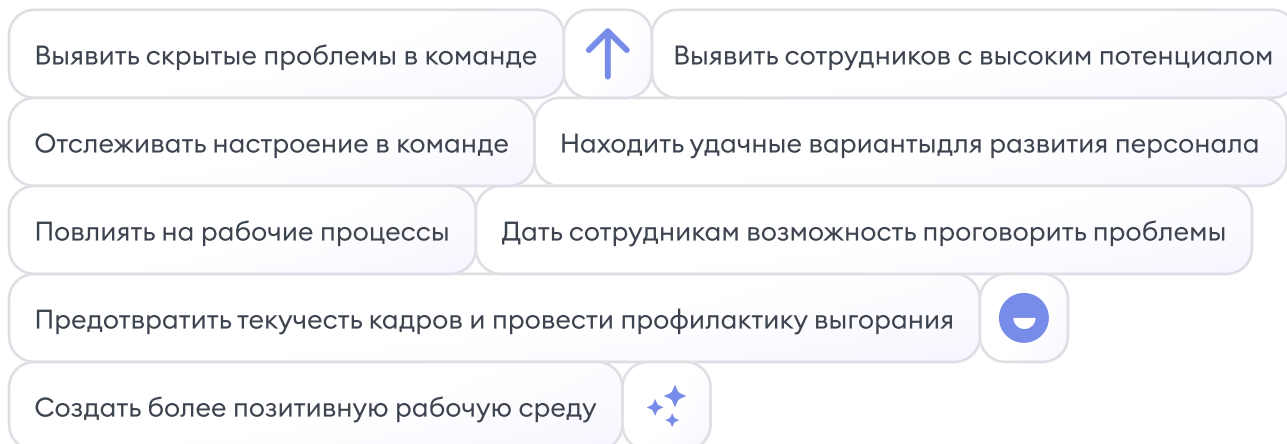 Выявить скрытые проблемы в команде
Выявить сотрудников с высоким потенциалом
Отслеживать настроение в команде
Находить удачные вариантыдля развития персонала
Повлиять на рабочие процессы
Дать сотрудникам возможность проговорить проблемы
Предотвратить текучесть кадров и провести профилактику выгорания
Создать более позитивную рабочую среду